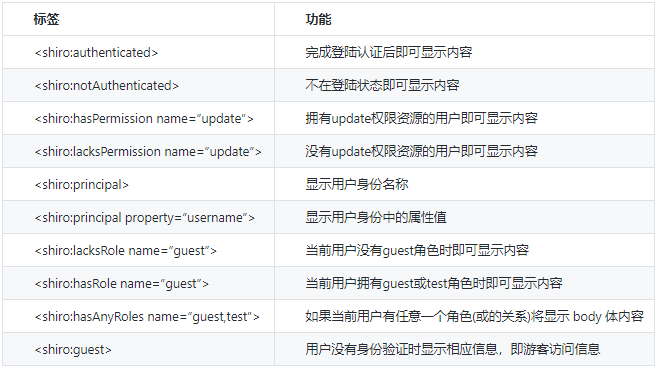 标签 功能
<shiro:authenticated> 完成登陆认证后即可显示内容
<shiro:notAuthenticated> 不在登陆状态即可显示内容
<shiro:hasPermission name="update"> 拥有update权限资源的用户即可显示内容
<shiro:lacksPermission name="update"> 没有update权限资源的用户即可显示内容
<shiro:principal> 显示用户身份名称
<shiro:principal property="username"> 显示用户身份中的属性值
<shiro:lacksRole name="guest"> 当前用户没有guest角色时即可显示内容
<shiro:hasRole name="guest"> 当前用户拥有guest或test角色时即可显示内容
<shiro:hasAnyRoles name="guest,test"> 如果当前用户有任意一个角色(或的关系)将显示 body 体内容
<shiro:guest> 用户没有身份验证时显示相应信息，即游客访问信息